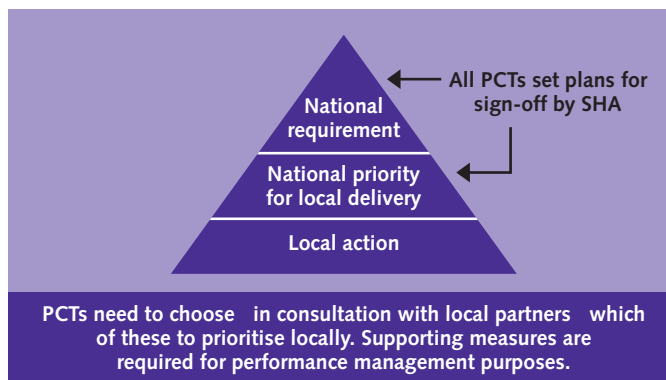 National
requirement
All PCTs set plans for
sign-off by SHA
National priority
for local delivery
Local action
PCTs need to choose in consultation with local partners which
of these to prioritise locally. Supporting measures are
required for performance management purposes.